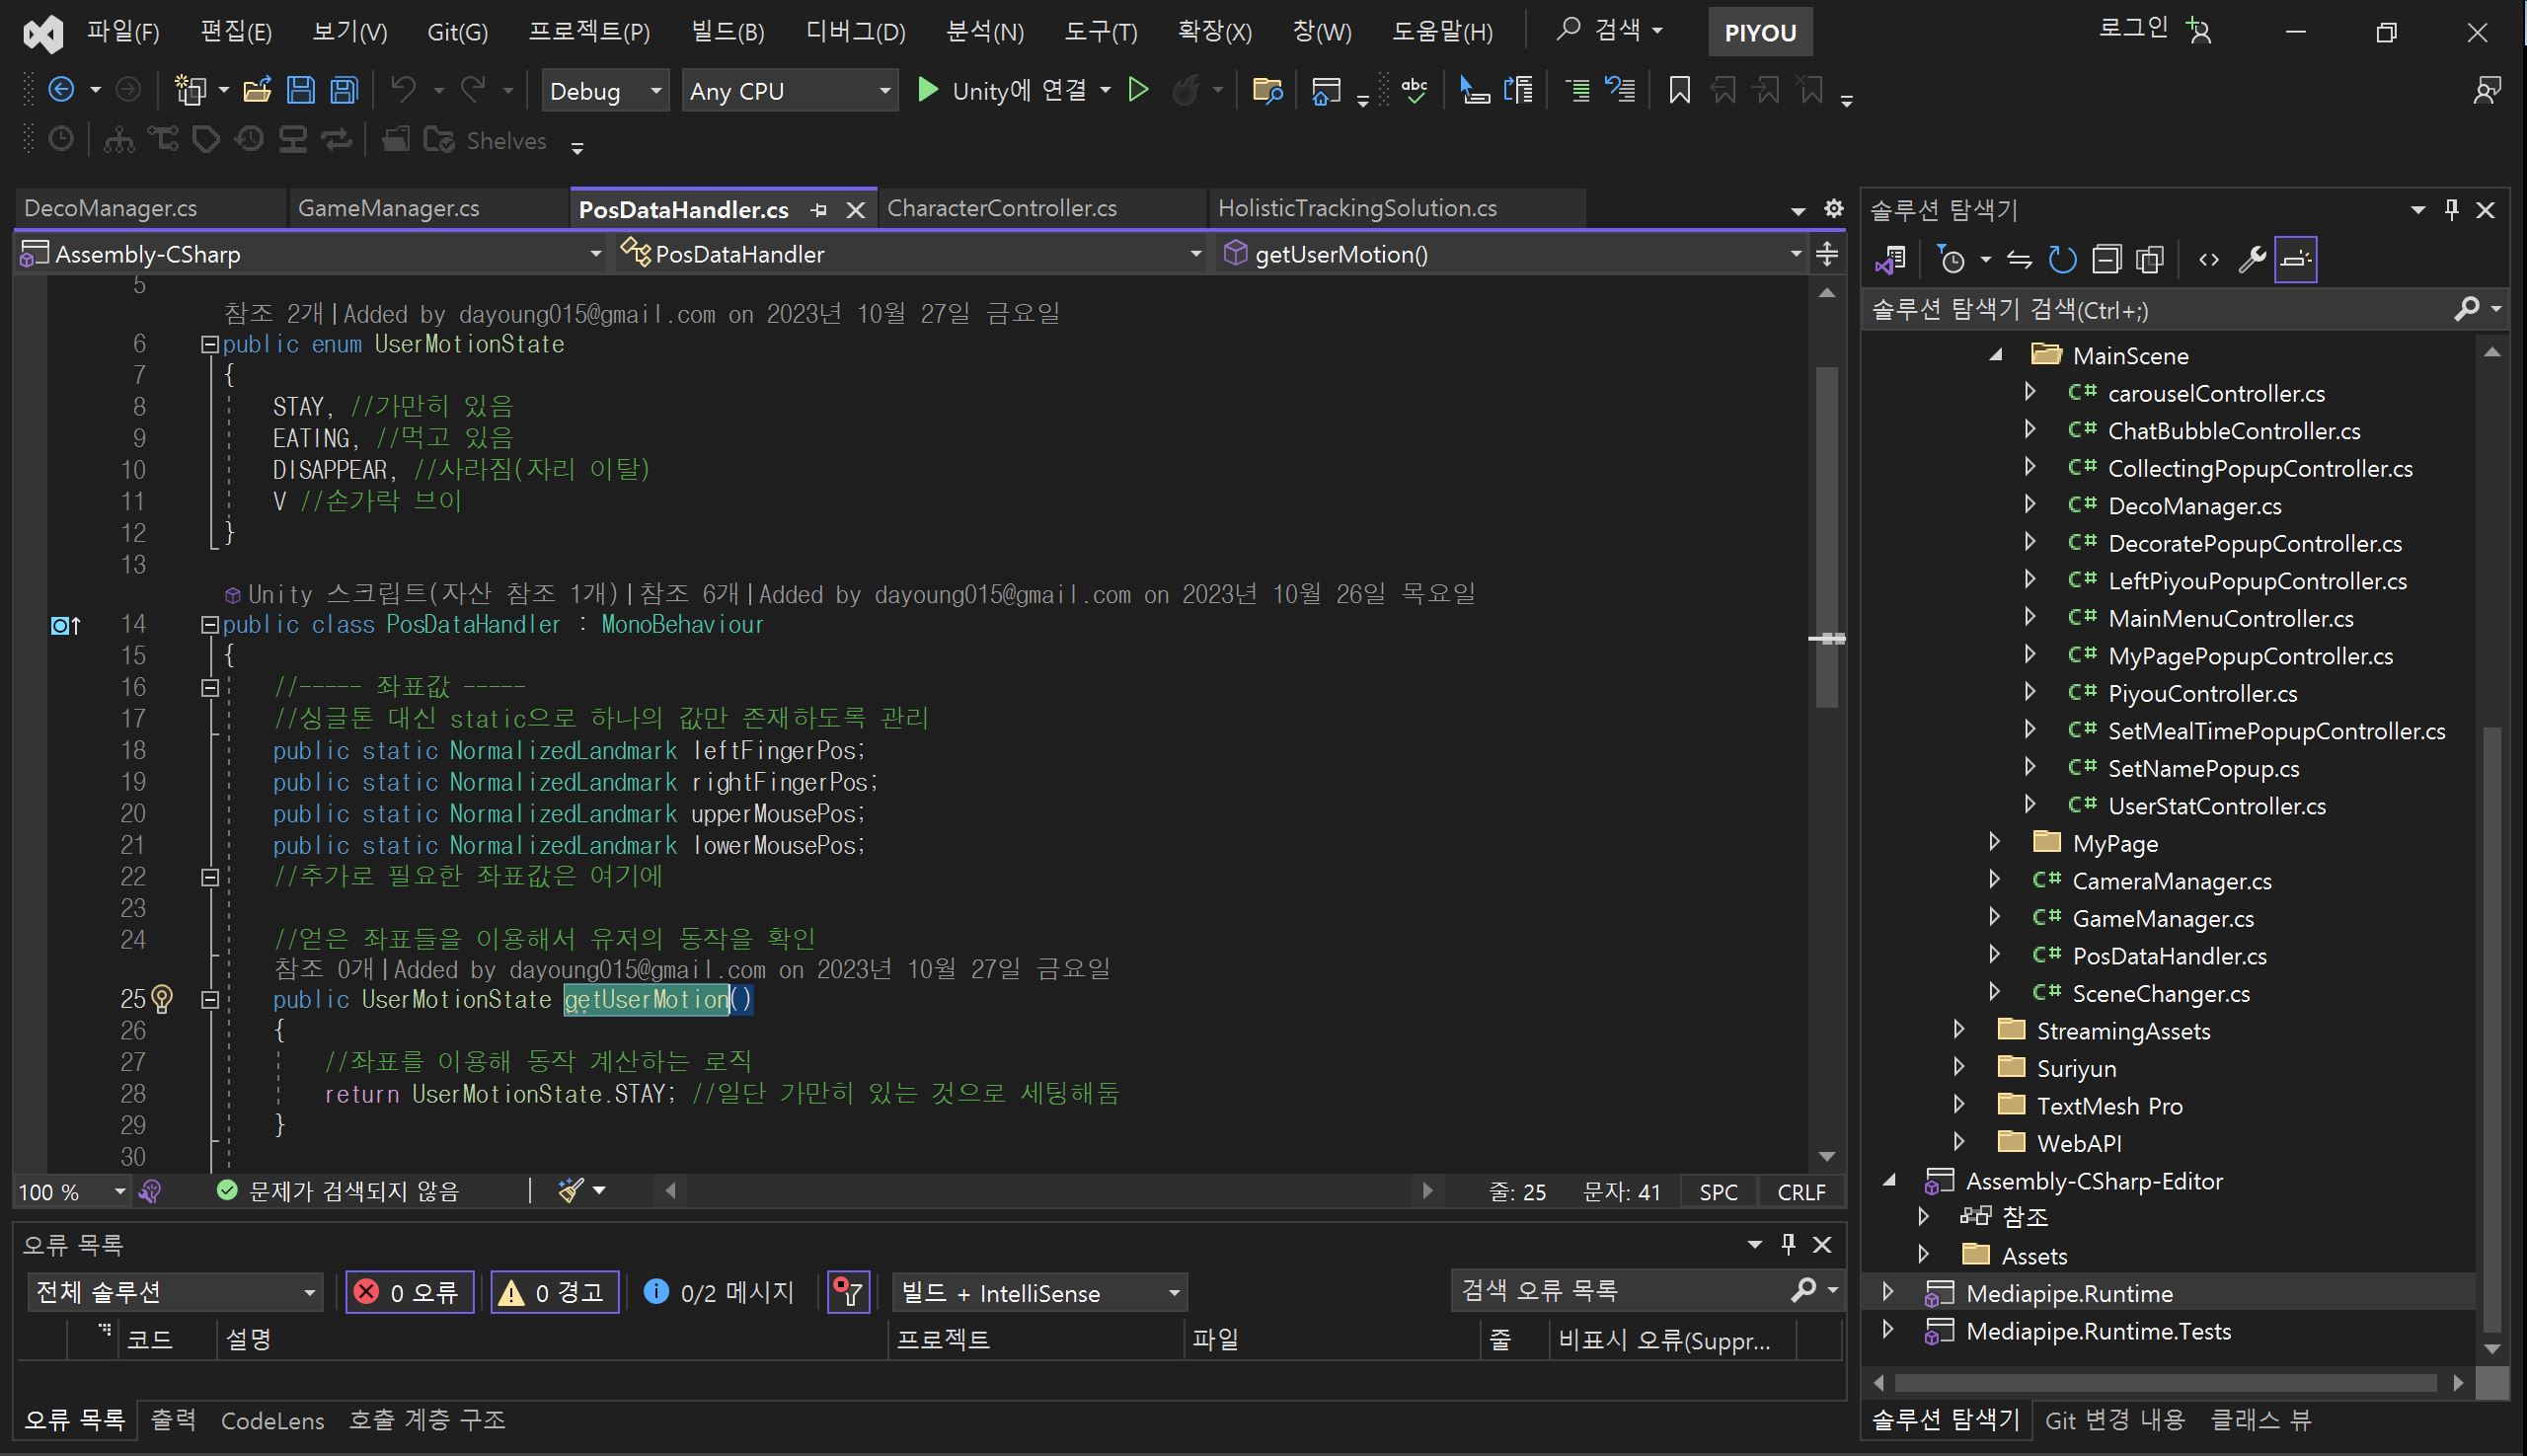 파일(F) 편집(E) 보기(V) Git(G) 프로젝트(P) 빌드(B) 디버그(D) 분석(N) 도구(T) 확장(X) 창(W) 도움말(H) 검색 PIYOU 로그인
Debug Any CPU Unity에 연결 abc
Shelves
DecoManager.cs GameManager.cs PosDataHandler.cs CharacterController.cs HolisticTrackingSolution.cs
Assembly-CSharp PosDataHandler getUserMotion()
5
참조 2개|Added by dayoung015@gmail.com on 2023년 10월 27일 금요일
6 public enum UserMotionState
7 {
8 STAY, //가만히 있음
9 EATING, //먹고 있음
10 DISAPPEAR, //사라짐(자리 이탈)
11 V //손가락 브이
12 }
13
Unity 스크립트(자산 참조 1개)|참조 6개|Added by dayoung015@gmail.com on 2023년 10월 26일 목요일
14 public class PosDataHandler : MonoBehaviour
15 {
16 //----- 좌표값 -----
17 //싱글톤 대신 static으로 하나의 값만 존재하도록 관리
18 public static NormalizedLandmark leftFingerPos;
19 public static NormalizedLandmark rightFingerPos;
20 public static NormalizedLandmark upperMousePos;
21 public static NormalizedLandmark lowerMousePos;
22 //추가로 필요한 좌표값은 여기에
23
24 //얻은 좌표들을 이용해서 유저의 동작을 확인
참조 0개|Added by dayoung015@gmail.com on 2023년 10월 27일 금요일
25 public UserMotionState getUserMotion()
26 {
27 //좌표를 이용해 동작 계산하는 로직
28 return UserMotionState.STAY; //일단 가만히 있는 것으로 세팅해둠
29 }
30
100 % 문제가 검색되지 않음 줄: 25 문자: 41 SPC CRLF
오류 목록
전체 솔루션 0 오류 0 경고 0/2 메시지 빌드 + IntelliSense 검색 오류 목록
코드 설명 프로젝트 파일 줄 비표시 오류(Suppr...
오류 목록 출력 CodeLens 호출 계층 구조
솔루션 탐색기
솔루션 탐색기 검색(Ctrl+;)
MainScene
C# carouselController.cs
C# ChatBubbleController.cs
C# CollectingPopupController.cs
C# DecoManager.cs
C# DecoratePopupController.cs
C# LeftPiyouPopupController.cs
C# MainMenuController.cs
C# MyPagePopupController.cs
C# PiyouController.cs
C# SetMealTimePopupController.cs
C# SetNamePopup.cs
C# UserStatController.cs
MyPage
C# CameraManager.cs
C# GameManager.cs
C# PosDataHandler.cs
C# SceneChanger.cs
StreamingAssets
Suriyun
TextMesh Pro
WebAPI
Assembly-CSharp-Editor
참조
Assets
Mediapipe.Runtime
Mediapipe.Runtime.Tests
솔루션 탐색기 Git 변경 내용 클래스 뷰